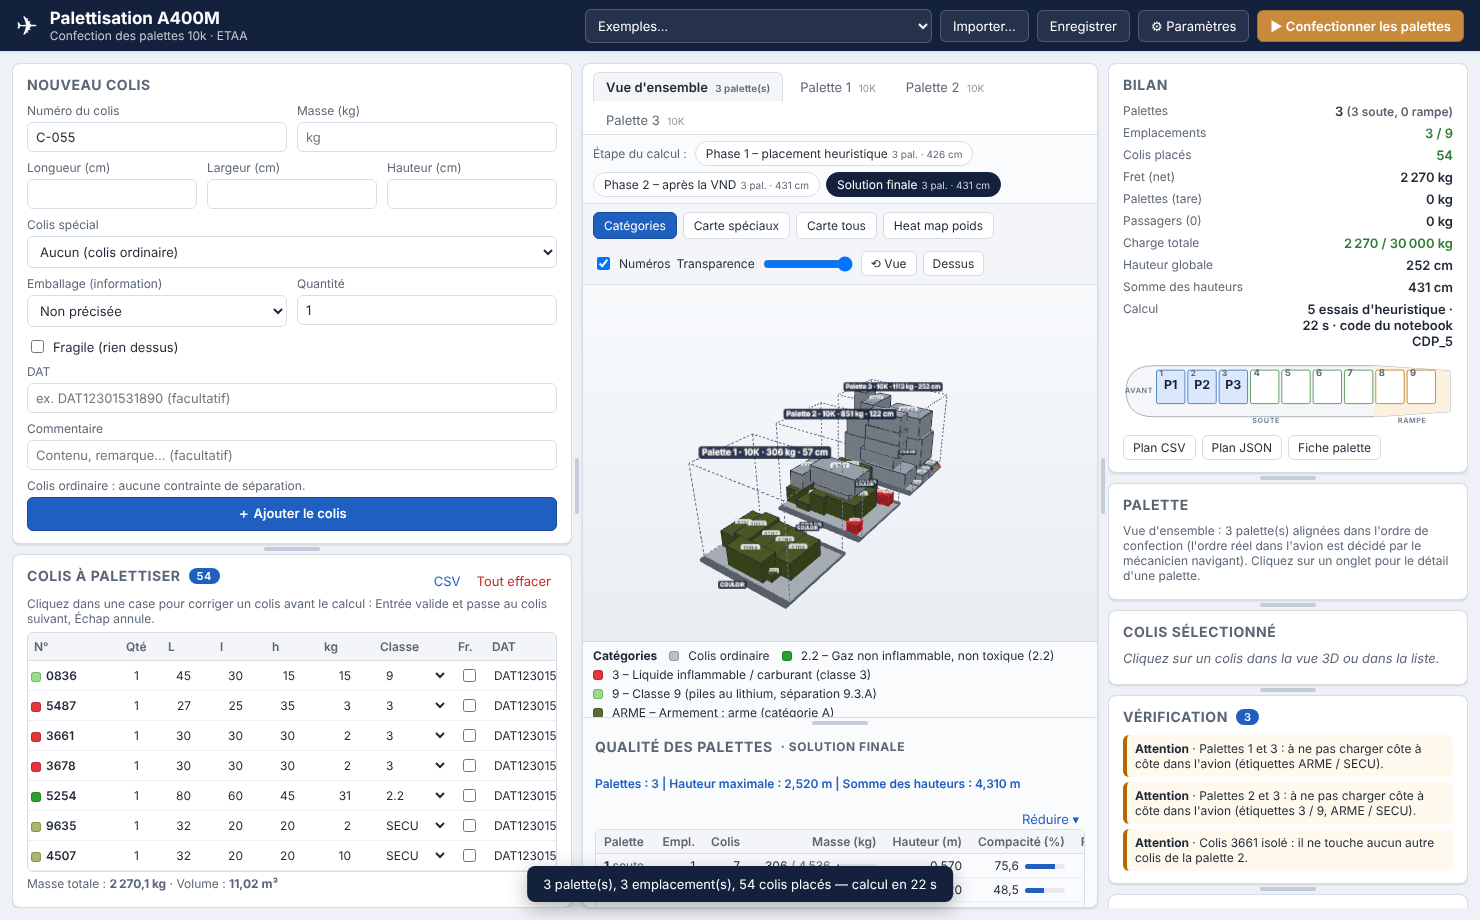 Palettisation A400M
Confection des palettes 10k · ETAA
Exemples...
Importer...
Enregistrer
⚙ Paramètres
▶ Confectionner les palettes
NOUVEAU COLIS
Numéro du colis
Masse (kg)
C-055
kg
Longueur (cm)
Largeur (cm)
Hauteur (cm)
Colis spécial
Aucun (colis ordinaire)
Emballage (information)
Quantité
Non précisée
1
Fragile (rien dessus)
DAT
ex. DAT12301531890 (facultatif)
Commentaire
Contenu, remarque... (facultatif)
Colis ordinaire : aucune contrainte de séparation.
+ Ajouter le colis
COLIS À PALETTISER 54
CSV
Tout effacer
Cliquez dans une case pour corriger un colis avant le calcul : Entrée valide et passe au colis
suivant, Échap annule.
N° Qté L l h kg Classe Fr. DAT
0836 1 45 30 15 15 9 DAT123015
5487 1 27 25 35 3 3 DAT123015
3661 1 30 30 30 2 3 DAT123015
3678 1 30 30 30 2 3 DAT123015
5254 1 80 60 45 31 2.2 DAT123015
9635 1 32 20 20 2 SECU DAT123015
4507 1 32 20 20 10 SECU DAT123015
Masse totale : 2 270,1 kg · Volume : 11,02 m³
Vue d'ensemble 3 palette(s)
Palette 1 10K
Palette 2 10K
Palette 3 10K
Étape du calcul :
Phase 1 – placement heuristique 3 pal. · 426 cm
Phase 2 – après la VND 3 pal. · 431 cm
Solution finale 3 pal. · 431 cm
Catégories
Carte spéciaux
Carte tous
Heat map poids
Numéros
Transparence
⟲ Vue
Dessus
Palette 3 · 10K · 1113 kg · 252 cm
Palette 2 · 10K · 851 kg · 122 cm
Palette 1 · 10K · 306 kg · 57 cm
COULOIR
COULOIR
Catégories
Colis ordinaire
2.2 – Gaz non inflammable, non toxique (2.2)
3 – Liquide inflammable / carburant (classe 3)
9 – Classe 9 (piles au lithium, séparation 9.3.A)
ARME – Armement : arme (catégorie A)
QUALITÉ DES PALETTES · SOLUTION FINALE
Palettes : 3 | Hauteur maximale : 2,520 m | Somme des hauteurs : 4,310 m
Réduire ▾
Palette Empl. Colis Masse (kg) Hauteur (m) Compacité (%)
1 soute 1 7 306 / 4 536 0,570 75,6
48,5
3 palette(s), 3 emplacement(s), 54 colis placés — calcul en 22 s
BILAN
Palettes 3 (3 soute, 0 rampe)
Emplacements 3 / 9
Colis placés 54
Fret (net) 2 270 kg
Palettes (tare) 0 kg
Passagers (0) 0 kg
Charge totale 2 270 / 30 000 kg
Hauteur globale 252 cm
Somme des hauteurs 431 cm
Calcul 5 essais d'heuristique ·
22 s · code du notebook
CDP_5
1 2 3 4 5 6 7 8 9
AVANT P1 P2 P3
SOUTE RAMPE
Plan CSV
Plan JSON
Fiche palette
PALETTE
Vue d'ensemble : 3 palette(s) alignées dans l'ordre de
confection (l'ordre réel dans l'avion est décidé par le
mécanicien navigant). Cliquez sur un onglet pour le détail
d'une palette.
COLIS SÉLECTIONNÉ
Cliquez sur un colis dans la vue 3D ou dans la liste.
VÉRIFICATION 3
Attention · Palettes 1 et 3 : à ne pas charger côte à
côte dans l'avion (étiquettes ARME / SECU).
Attention · Palettes 2 et 3 : à ne pas charger côte à
côte dans l'avion (étiquettes 3 / 9, ARME / SECU).
Attention · Colis 3661 isolé : il ne touche aucun autre
colis de la palette 2.